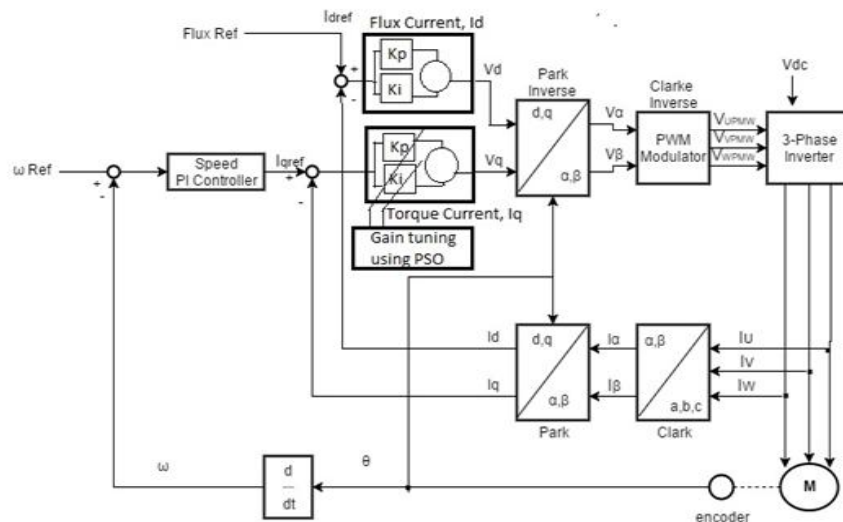 Idref
Flux Current, Id
Flux Ref
Kp
Ki
Vd
Park
Inverse
d,q
α,β
Clarke
Inverse
PWM
Modulator
Vα
Vβ
VUPMW
VVPMW
VWPMW
Vdc
3-Phase
Inverter
ω Ref
Speed
PI Controller
Iqref
Kp
Ki
Vq
Torque Current, Iq
Gain tuning
using PSO
+
-
+
-
+
-
Id
Iq
d,q
α,β
Park
Iα
Iβ
α,β
a,b,c
Clark
IU
IV
IW
ω
d
dt
θ
encoder
M